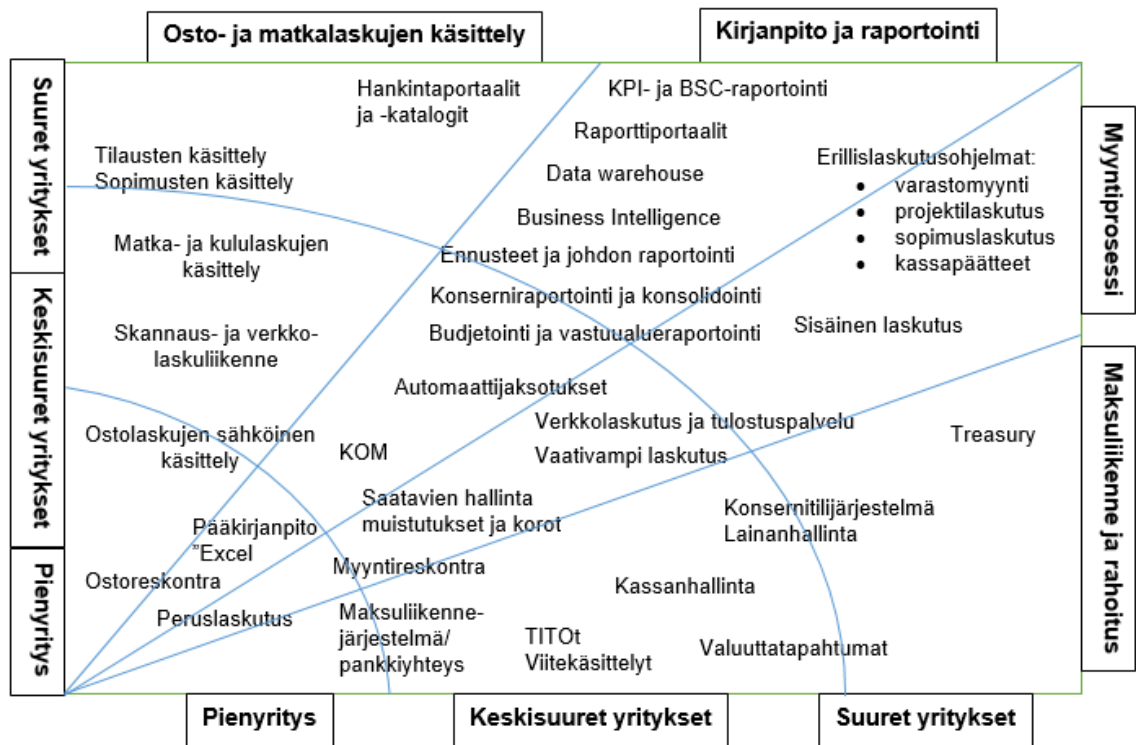 Osto- ja matkalaskujen käsittely
Kirjanpito ja raportointi
Suuret yritykset
Keskisuuret yritykset
Pienyritys
Hankintaportaalit
ja -katalogit
KPI- ja BSC-raportointi
Raporttiportaalit
Tilausten käsittely
Sopimusten käsittely
Data warehouse
Erillislaskutusohjelmat:
• varastomyynti
• projektilaskutus
• sopimuslaskutus
• kassapäätteet
Business Intelligence
Matka- ja kululaskujen
käsittely
Ennusteet ja johdon raportointi
Konserniraportointi ja konsolidointi
Skannaus- ja verkko-
laskuliikenne
Budjetointi ja vastuualueraportointi
Sisäinen laskutus
Automaattijaksotukset
Verkkolaskutus ja tulostuspalvelu
Ostolaskujen sähköinen
käsittely
KOM
Vaativampi laskutus
Treasury
Saatavien hallinta
muistutukset ja korot
Konsernitilijärjestelmä
Lainanhallinta
Pääkirjanpito
"Excel
Ostoreskontra
Myyntireskontra
Kassanhallinta
Peruslaskutus
Maksuliikenne-
järjestelmä/
pankkiyhteys
TITOt
Viitekäsittelyt
Valuuttatapahtumat
Myyntiprosessi
Maksuliikenne ja rahoitus
Pienyritys
Keskisuuret yritykset
Suuret yritykset